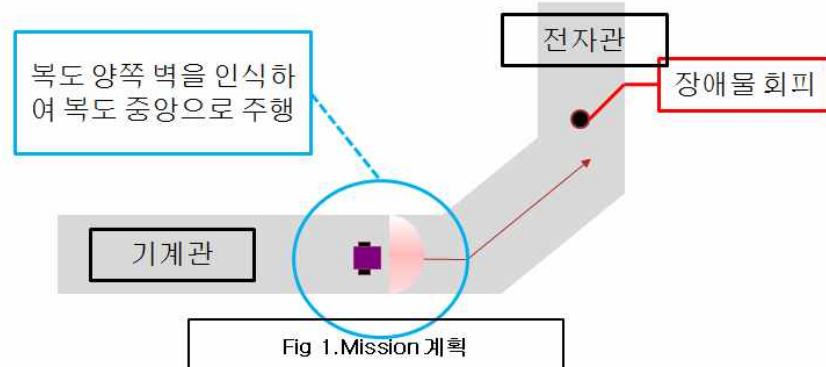 전자관
복도 양쪽 벽을 인식하
여 복도 중앙으로 주행
장애물 회피
기계관
Fig 1.Mission 계획